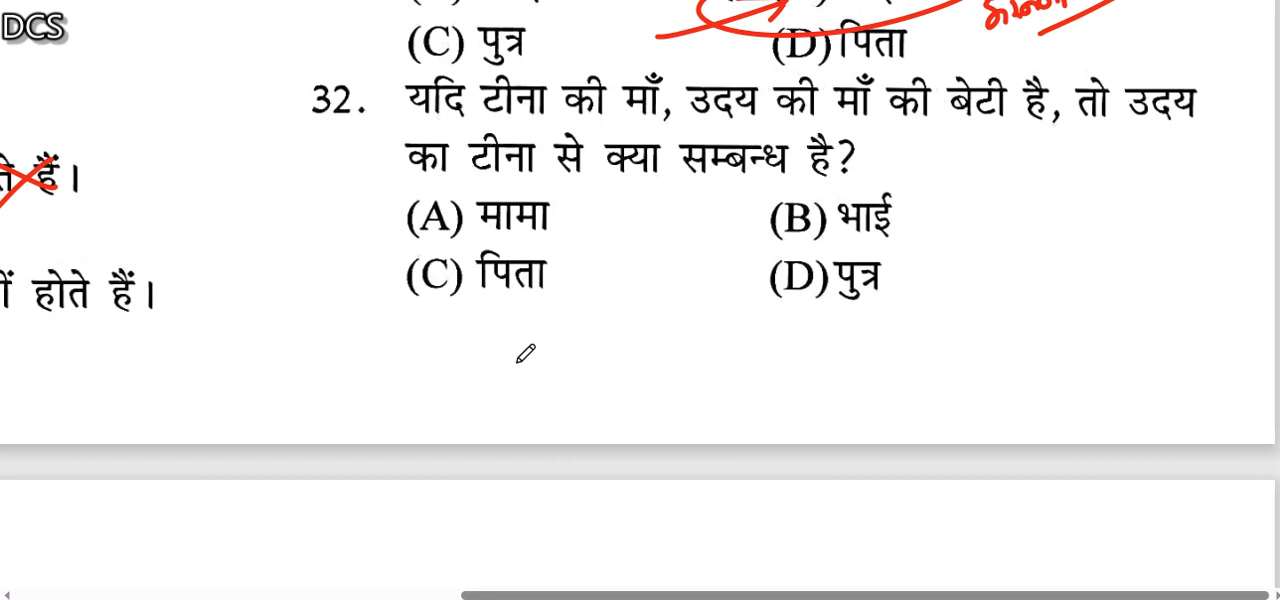 DCS
(C) पुत्र (D) पिता
32. यदि टीना की माँ, उदय की माँ की बेटी है, तो उदय
का टीना से क्या सम्बन्ध है?
हैं।
(A) मामा (B) भाई
(C) पिता (D) पुत्र
होते हैं।